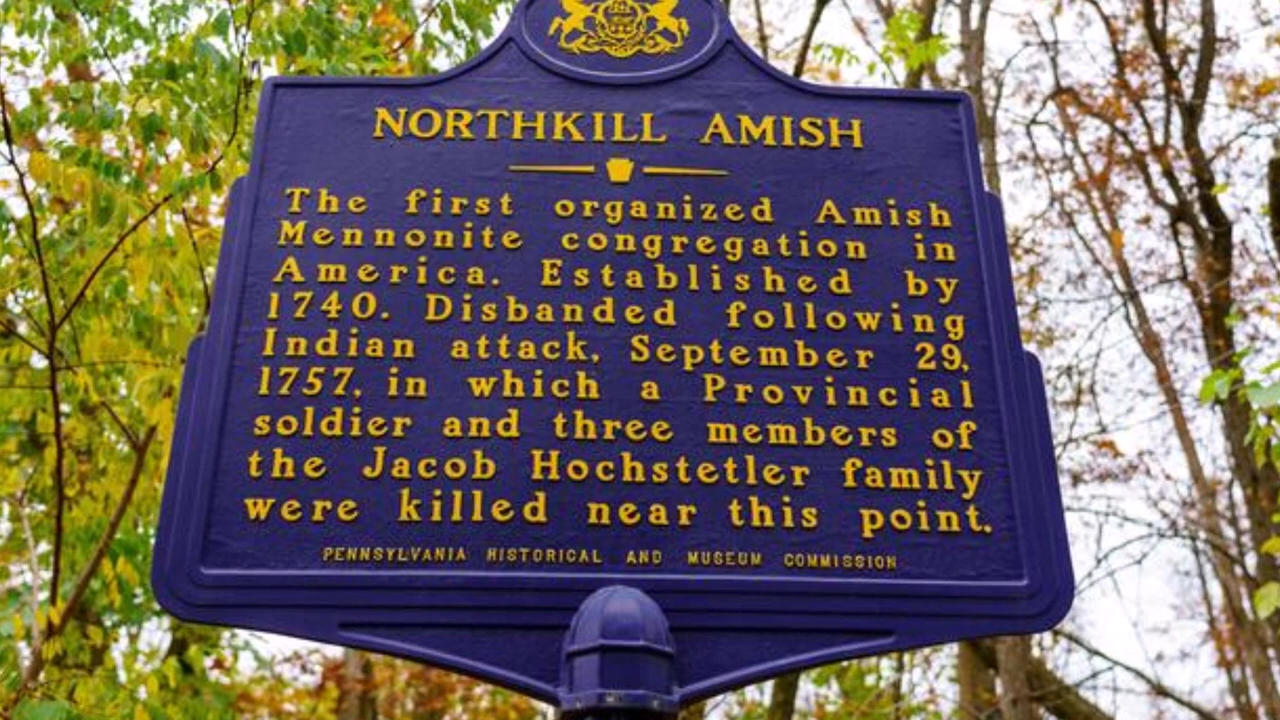 NORTHKILL AMISH
The first organized Amish
Mennonite congregation in
America. Established by
1740. Disbanded following
Indian attack, September 29,
1757, in which a Provincial
soldier and three members of
the Jacob Hochstetler family
were killed near this point.
PENNSYLVANIA HISTORICAL AND MUSEUM COMMISSION